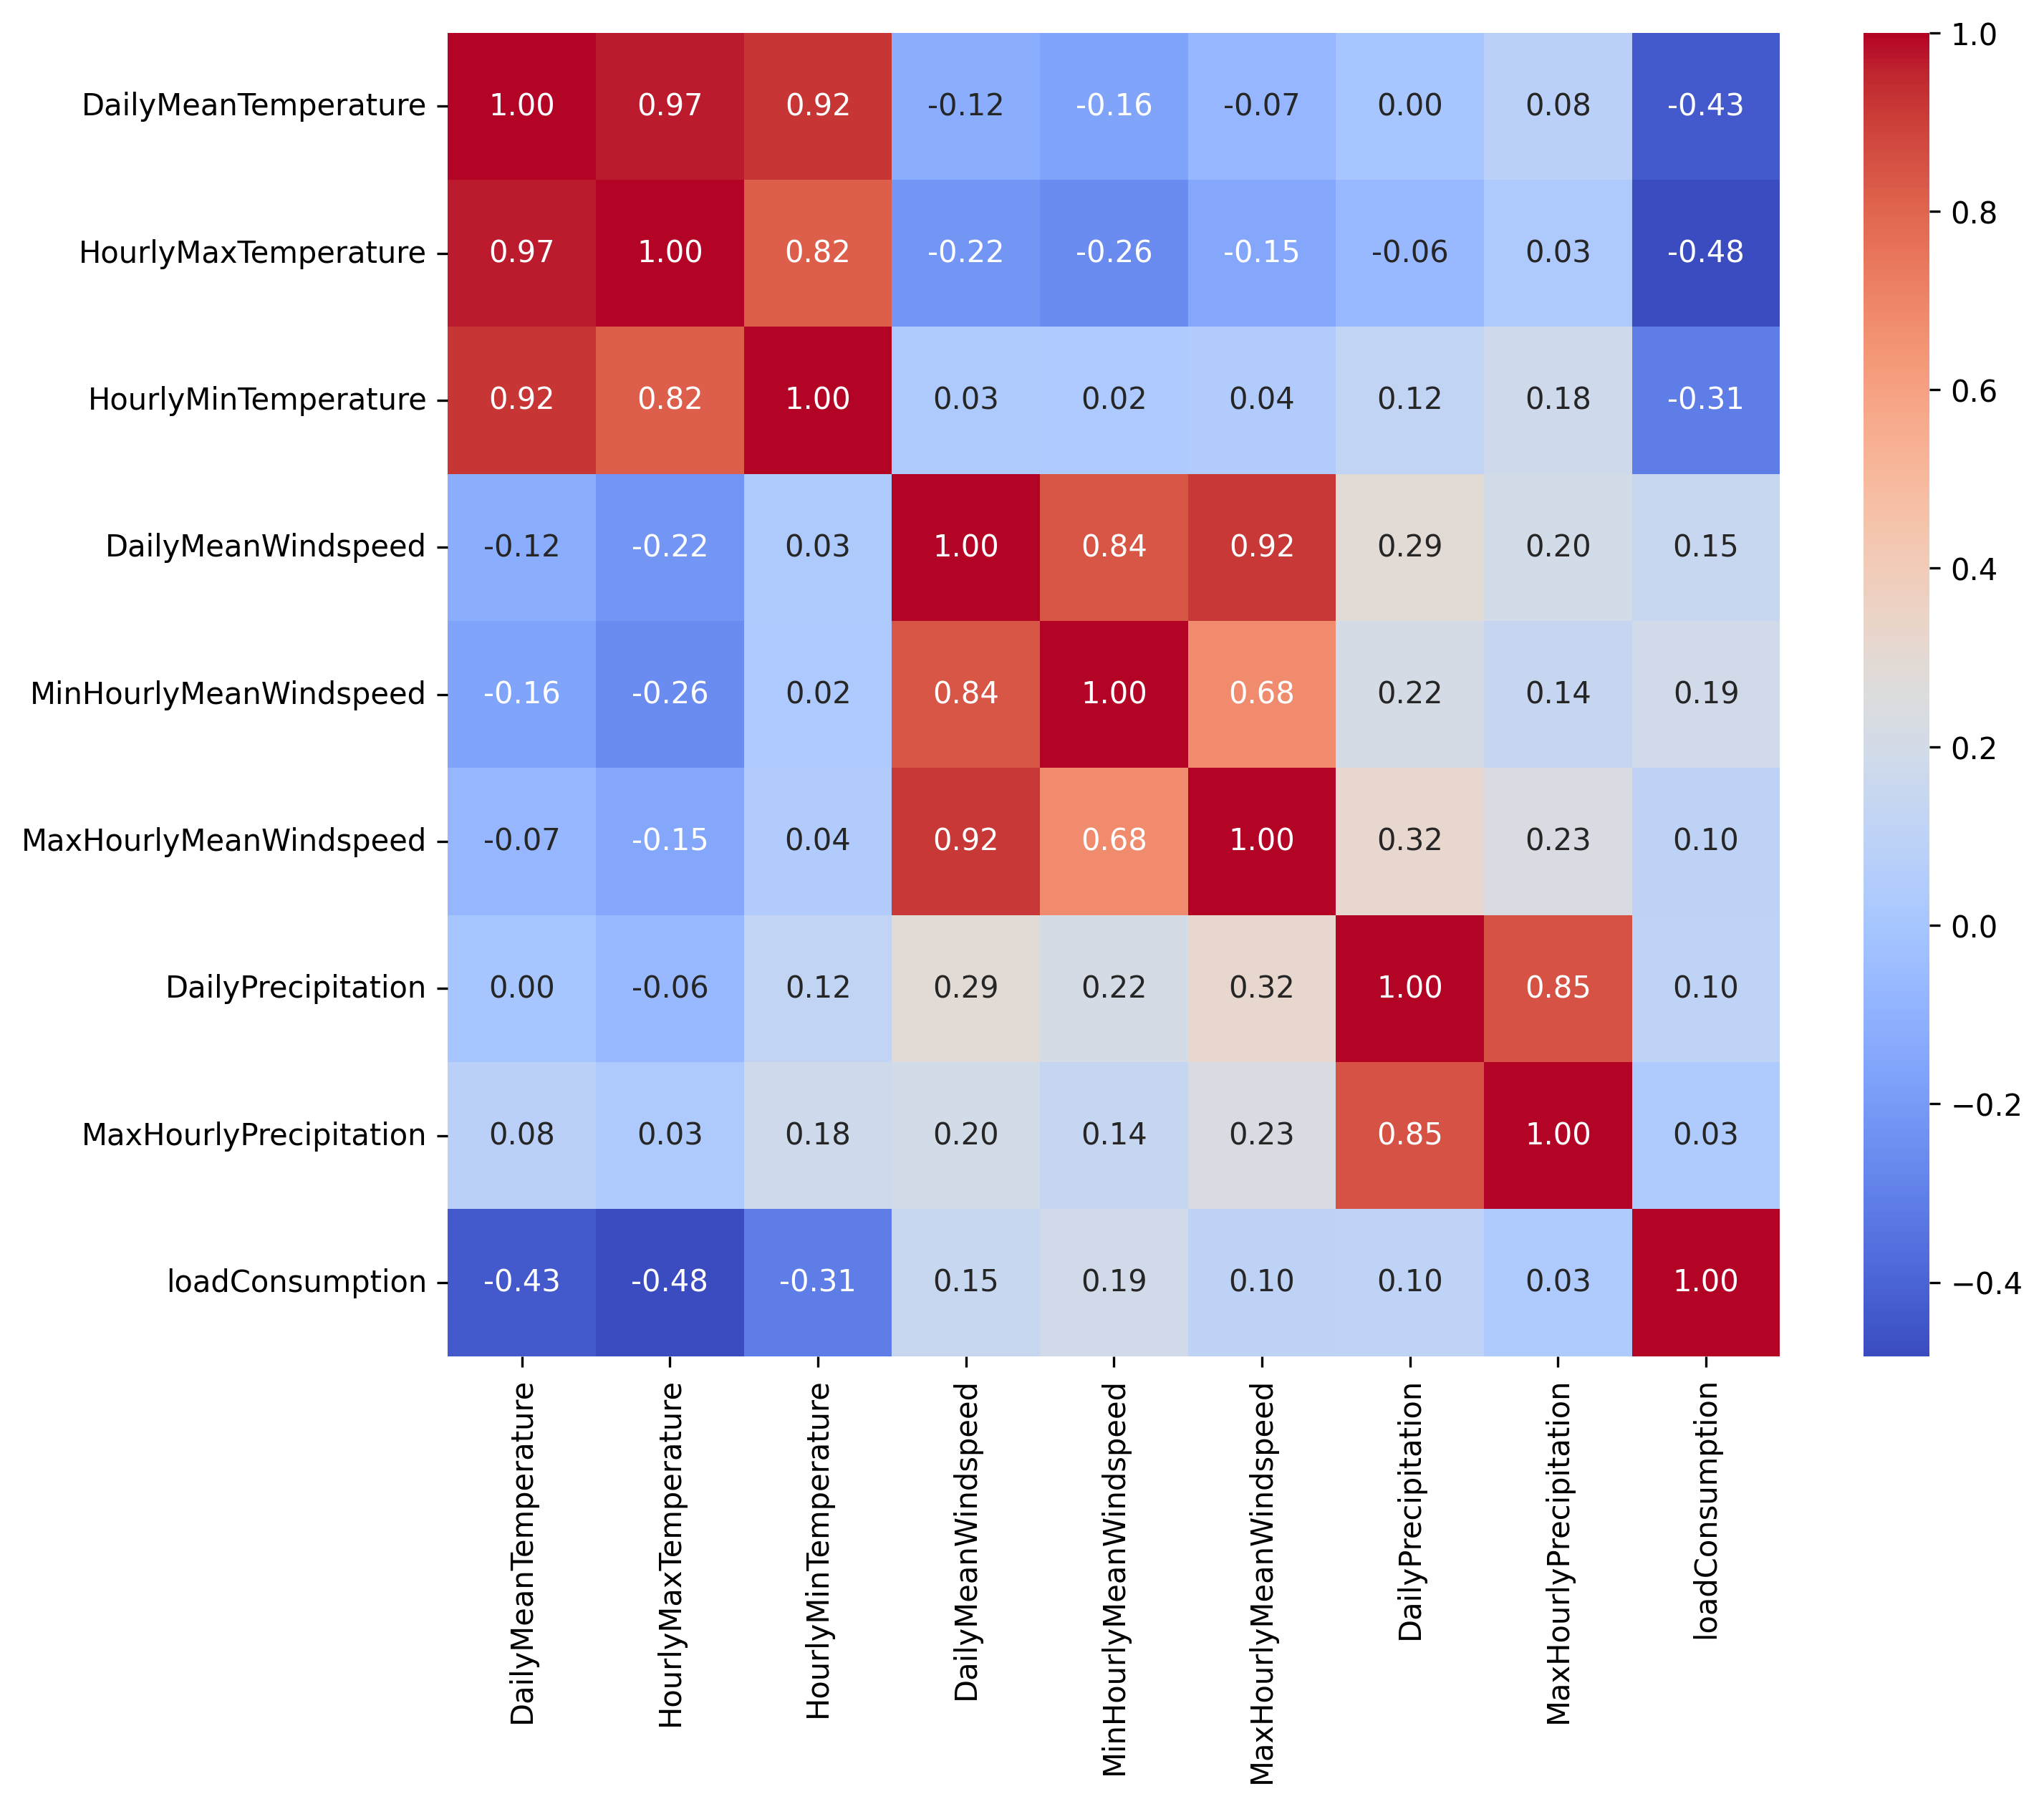 DailyMeanTemperature 1.00 0.97 0.92 -0.12 -0.16 -0.07 0.00 0.08 -0.43
HourlyMaxTemperature 0.97 1.00 0.82 -0.22 -0.26 -0.15 -0.06 0.03 -0.48
HourlyMinTemperature 0.92 0.82 1.00 0.03 0.02 0.04 0.12 0.18 -0.31
DailyMeanWindspeed -0.12 -0.22 0.03 1.00 0.84 0.92 0.29 0.20 0.15
MinHourlyMeanWindspeed -0.16 -0.26 0.02 0.84 1.00 0.68 0.22 0.14 0.19
MaxHourlyMeanWindspeed -0.07 -0.15 0.04 0.92 0.68 1.00 0.32 0.23 0.10
DailyPrecipitation 0.00 -0.06 0.12 0.29 0.22 0.32 1.00 0.85 0.10
MaxHourlyPrecipitation 0.08 0.03 0.18 0.20 0.14 0.23 0.85 1.00 0.03
loadConsumption -0.43 -0.48 -0.31 0.15 0.19 0.10 0.10 0.03 1.00
DailyMeanTemperature
HourlyMaxTemperature
HourlyMinTemperature
DailyMeanWindspeed
MinHourlyMeanWindspeed
MaxHourlyMeanWindspeed
DailyPrecipitation
MaxHourlyPrecipitation
loadConsumption
1.0
0.8
0.6
0.4
0.2
0.0
−0.2
−0.4